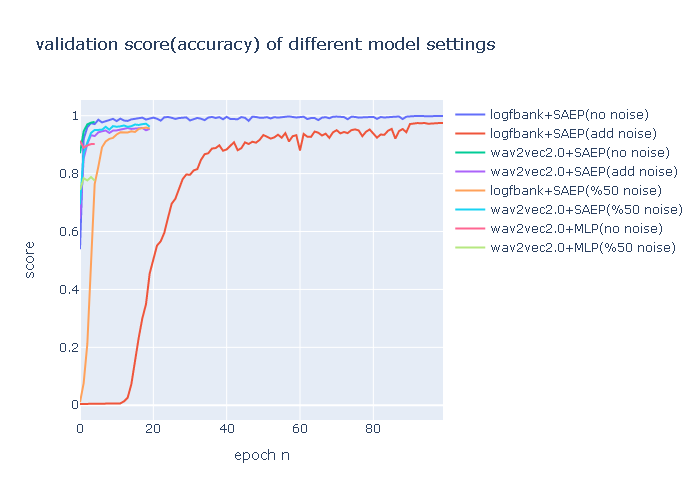 validation score(accuracy) of different model settings
1
0.8
0.6
0.4
0.2
0
0
20
40
60
80
score
epoch n
logfbank+SAEP(no noise)
logfbank+SAEP(add noise)
wav2vec2.0+SAEP(no noise)
wav2vec2.0+SAEP(add noise)
logfbank+SAEP(%50 noise)
wav2vec2.0+SAEP(%50 noise)
wav2vec2.0+MLP(no noise)
wav2vec2.0+MLP(%50 noise)